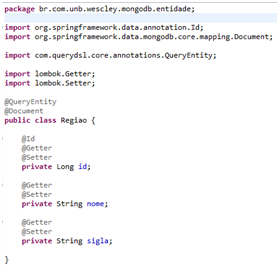 package br.com.unb.wescley.mongodb.entidade;
import org.springframework.data.annotation.Id;
import org.springframework.data.mongodb.core.mapping.Document;
import com.querydsl.core.annotations.QueryEntity;
import lombok.Getter;
import lombok.Setter;
@QueryEntity
@Document
public class Regiao {
@Id
@Getter
@Setter
private Long id;
@Getter
@Setter
private String nome;
@Getter
@Setter
private String sigla;
}